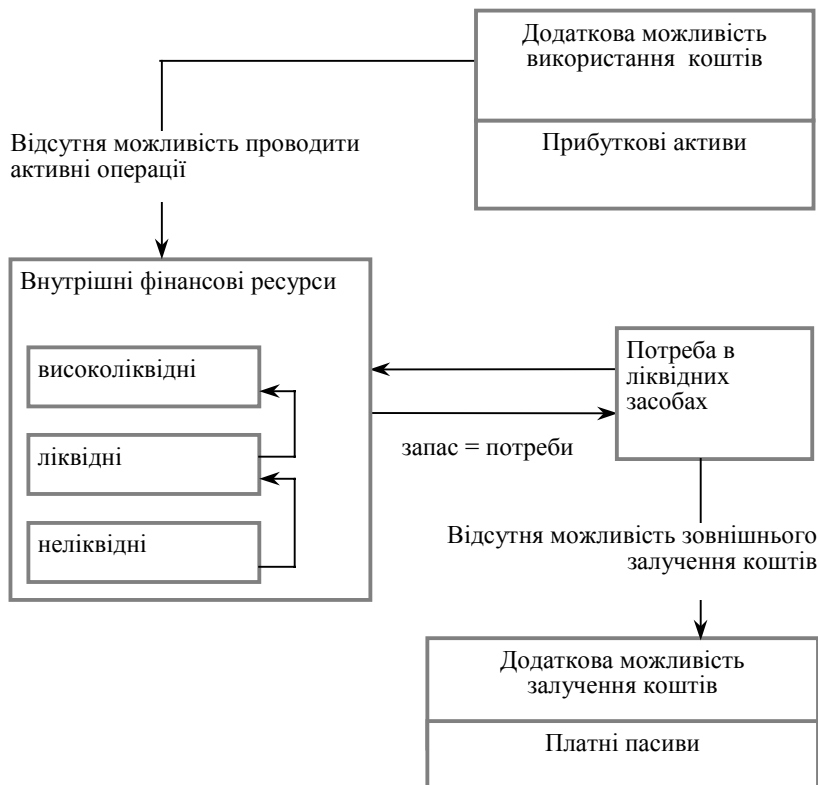 Додаткова можливість
використання коштів
Прибуткові активи
Відсутня можливість проводити
активні операції
Внутрішні фінансові ресурси
високоліквідні
ліквідні
неліквідні
запас = потреби
Потреба в
ліквідних
засобах
Відсутня можливість зовнішнього
залучення коштів
Додаткова можливість
залучення коштів
Платні пасиви